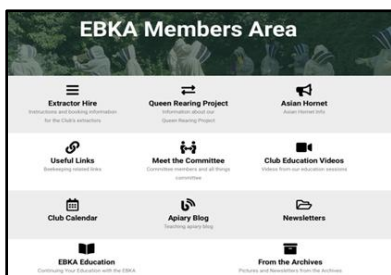 EBKA Members Area
Extractor Hire
Instructions and booking information
for the Club's extractors
Queen Rearing Project
Information about our
Queen Rearing Project
Asian Hornet
Asian Hornet Info
Useful Links
Beekeeping related links
Meet the Committee
Committee members and all things
committee
Club Education Videos
Videos from our education sessions
Club Calendar
Apiary Blog
Teaching apiary blog
Newsletters
EBKA Education
Continuing Your Education with the EBKA
From the Archives
Pictures and Newsletters from the Archives